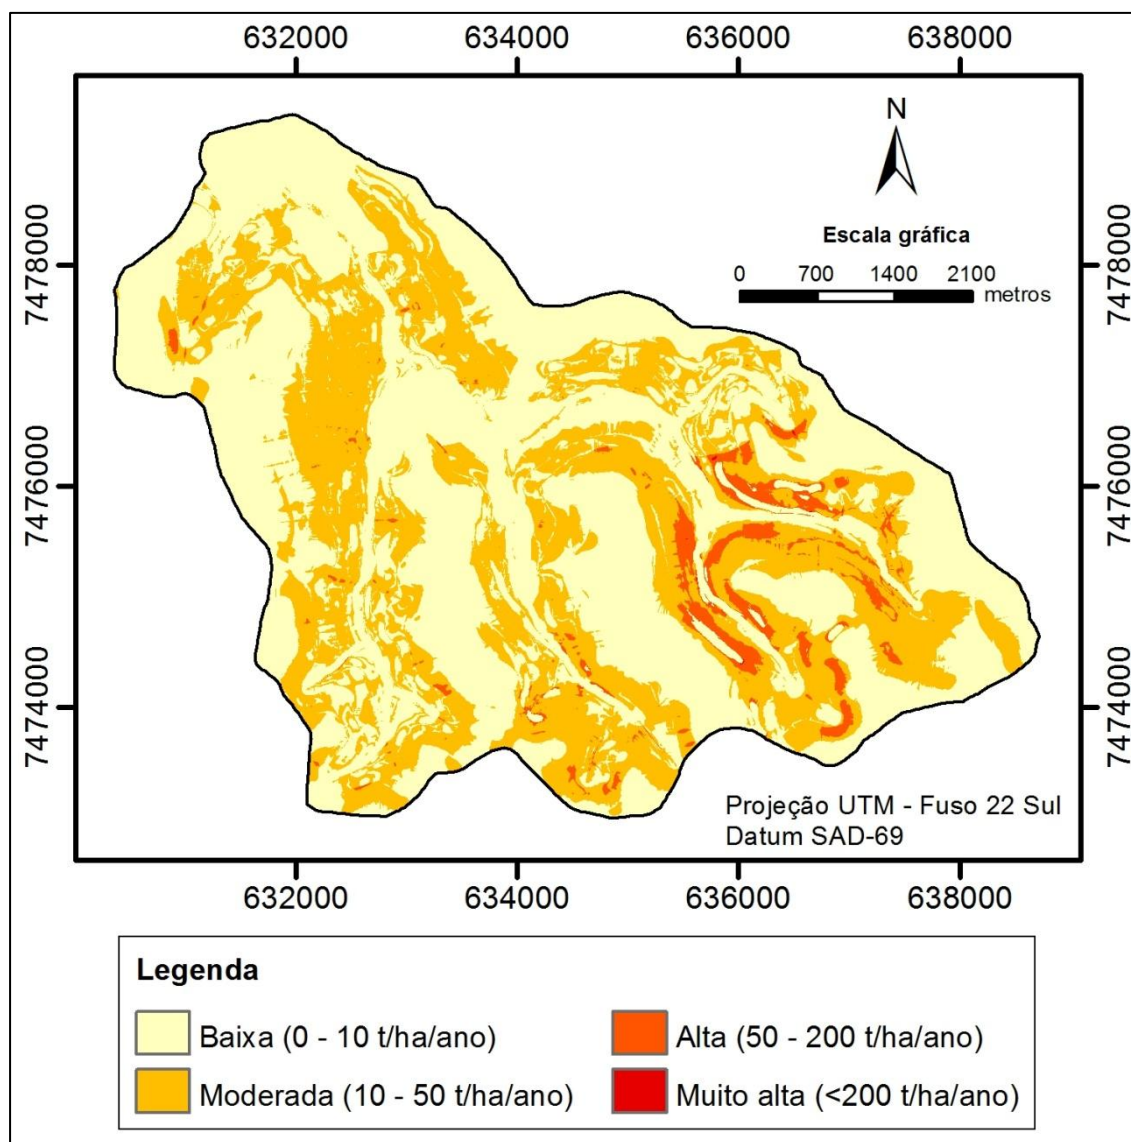 632000 634000 636000 638000
N
Escala gráfica
0 700 1400 2100
metros
7478000 7478000
7476000 7476000
7474000 7474000
Projeção UTM - Fuso 22 Sul
Datum SAD-69
632000 634000 636000 638000
Legenda
Baixa (0 - 10 t/ha/ano)
Moderada (10 - 50 t/ha/ano)
Alta (50 - 200 t/ha/ano)
Muito alta (<200 t/ha/ano)